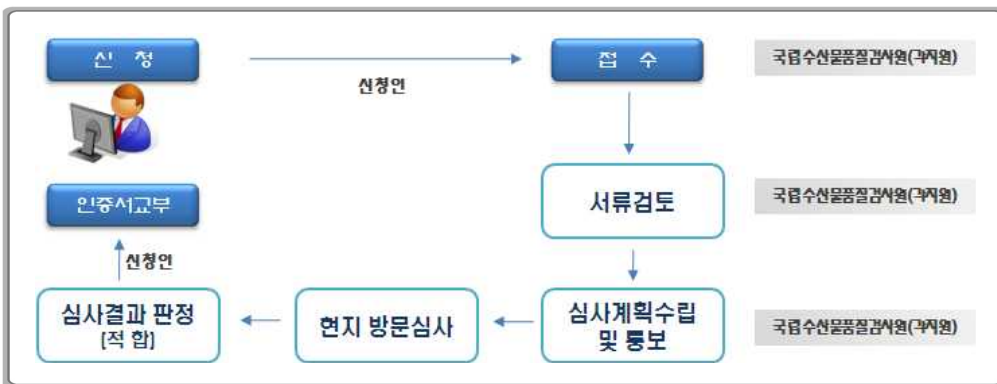 신 청
신청인
접 수
국립수산물품질검사원(각지원)
서류검토
국립수산물품질검사원(각지원)
인증서교부
신청인
심사결과 판정
(적 합)
현지 방문심사
심사계획수립
및 통보
국립수산물품질검사원(각지원)